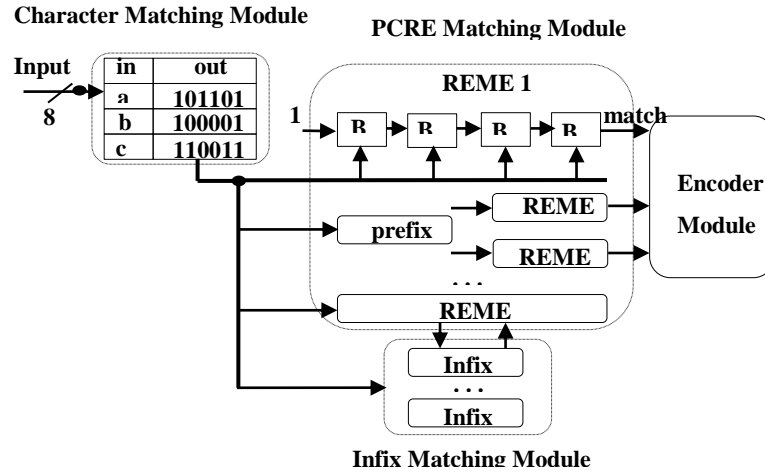 Character Matching Module
PCRE Matching Module
Input
8
in out
a 101101
b 100001
c 110011
REME 1
1
B B B B
match
Encoder
Module
REME
prefix
REME
...
REME
Infix
...
Infix
Infix Matching Module